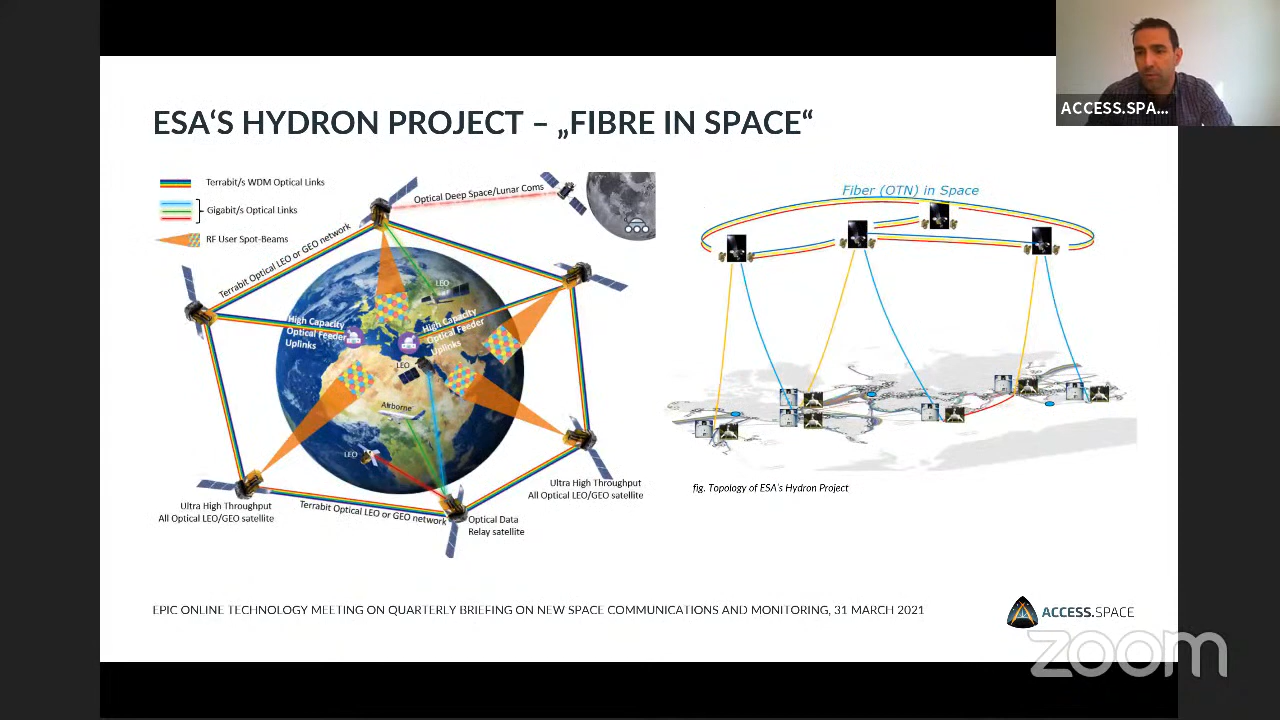 ACCESS.SPA...
ESA'S HYDRON PROJECT – „FIBRE IN SPACE“
Terrabit/s WDM Optical Links
Gigabit/s Optical Links
RF User Spot-Beams
Optical Deep Space/Lunar Coms
Terrabit Optical LEO or GEO network
LEO
High Capacity
Optical Feeder
Uplinks
High Capacity
Optical Feeder
Uplinks
LEO
Airborne
LEO
Ultra High Throughput
All Optical LEO/GEO satellite
Terrabit Optical LEO or GEO network
Optical Data
Relay satellite
Ultra High Throughput
All Optical LEO/GEO satellite
Fiber (OTN) in Space
fig. Topology of ESA's Hydron Project
EPIC ONLINE TECHNOLOGY MEETING ON QUARTERLY BRIEFING ON NEW SPACE COMMUNICATIONS AND MONITORING, 31 MARCH 2021
ACCESS.SPACE
zoom